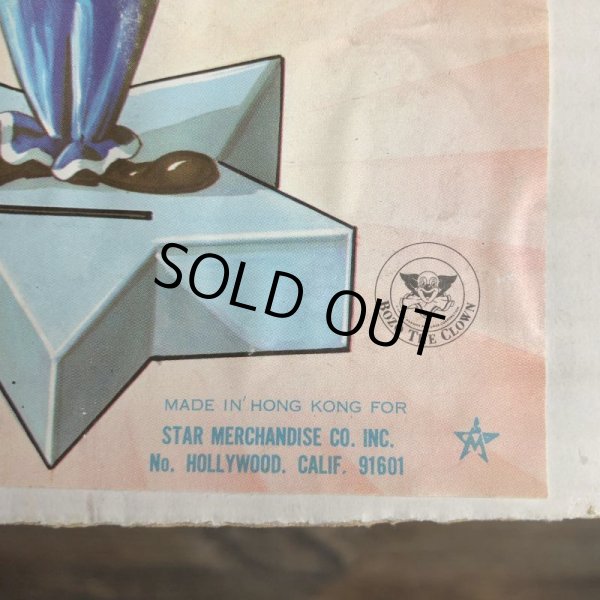 SOLD OUT
BOZO THE CLOWN
MADE IN HONG KONG FOR
STAR MERCHANDISE CO. INC.
No. HOLLYWOOD. CALIF. 91601